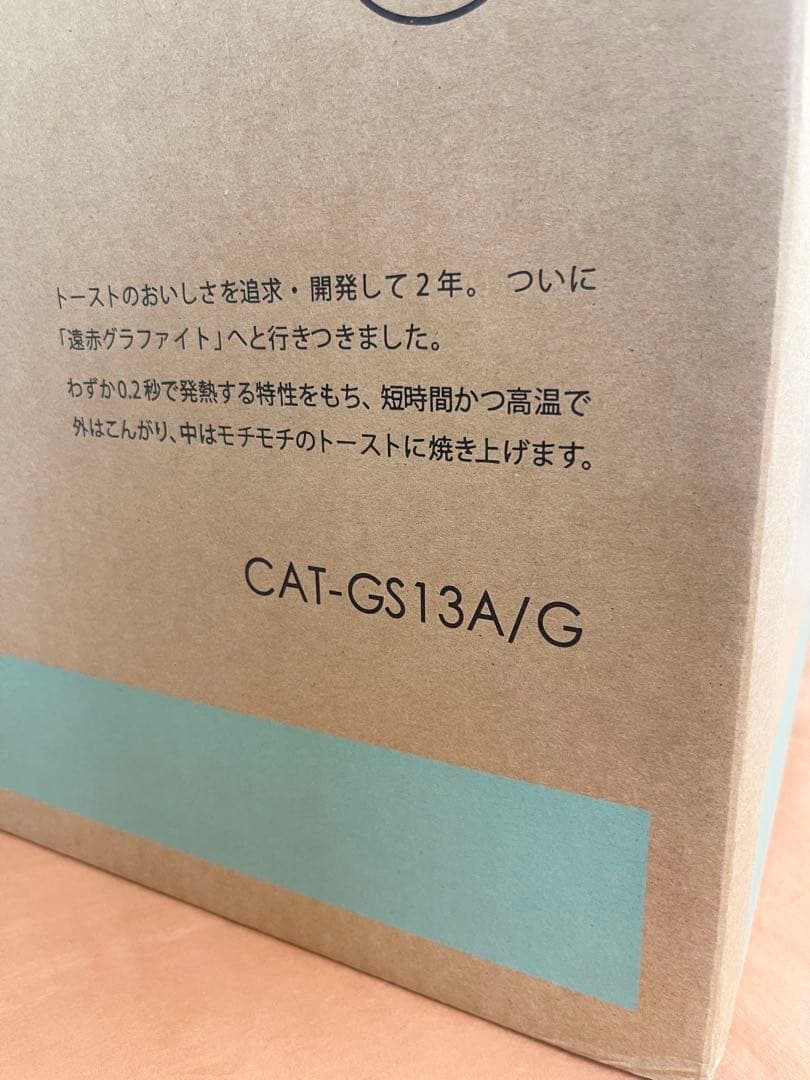 トーストのおいしさを追求・開発して2年。 ついに
「遠赤グラファイト」へと行きつきました。
わずか0.2秒で発熱する特性をもち、短時間かつ高温で
外はこんがり、中はモチモチのトーストに焼き上げます。
CAT-GS13A/G